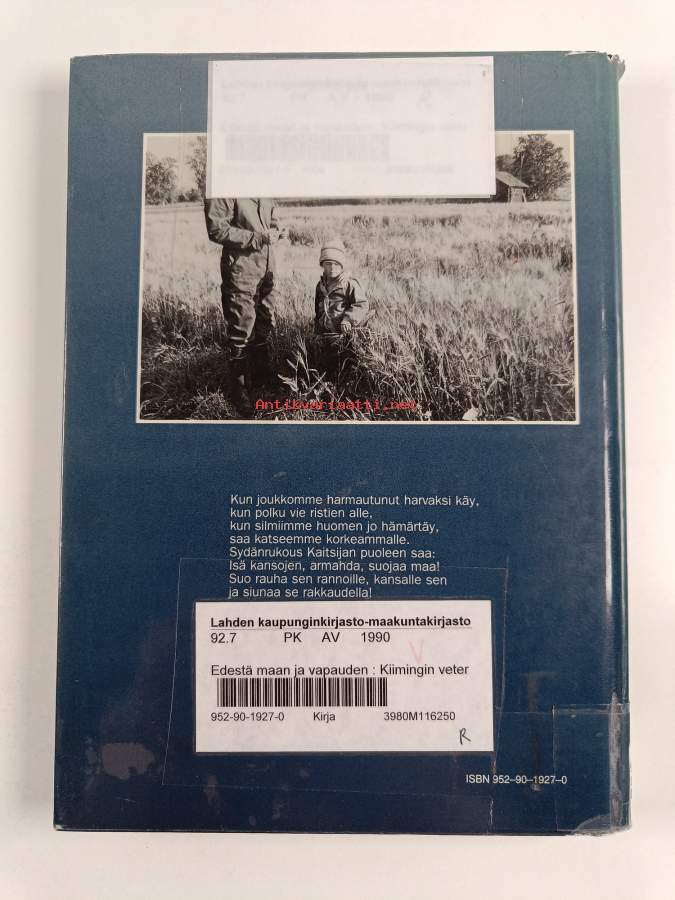 Antikvariaatti.net
Kun joukkomme harmautunut harvaksi käy,
kun polku vie ristien alle,
kun silmiimme huomen jo hämärtäy,
saa katseemme korkeammalle.
Sydänrukous Kaitsijan puoleen saa:
Isä kansojen, armahda, suojaa maa!
Suo rauha sen rannoille, kansalle sen
ja siunaa se rakkaudella!
Lahden kaupunginkirjasto-maakuntakirjasto
92.7 PK AV 1990
V
Edestä maan ja vapauden : Kiimingin veter
952-90-1927-0 Kirja 3980M116250
R
ISBN 952–90–1927–0